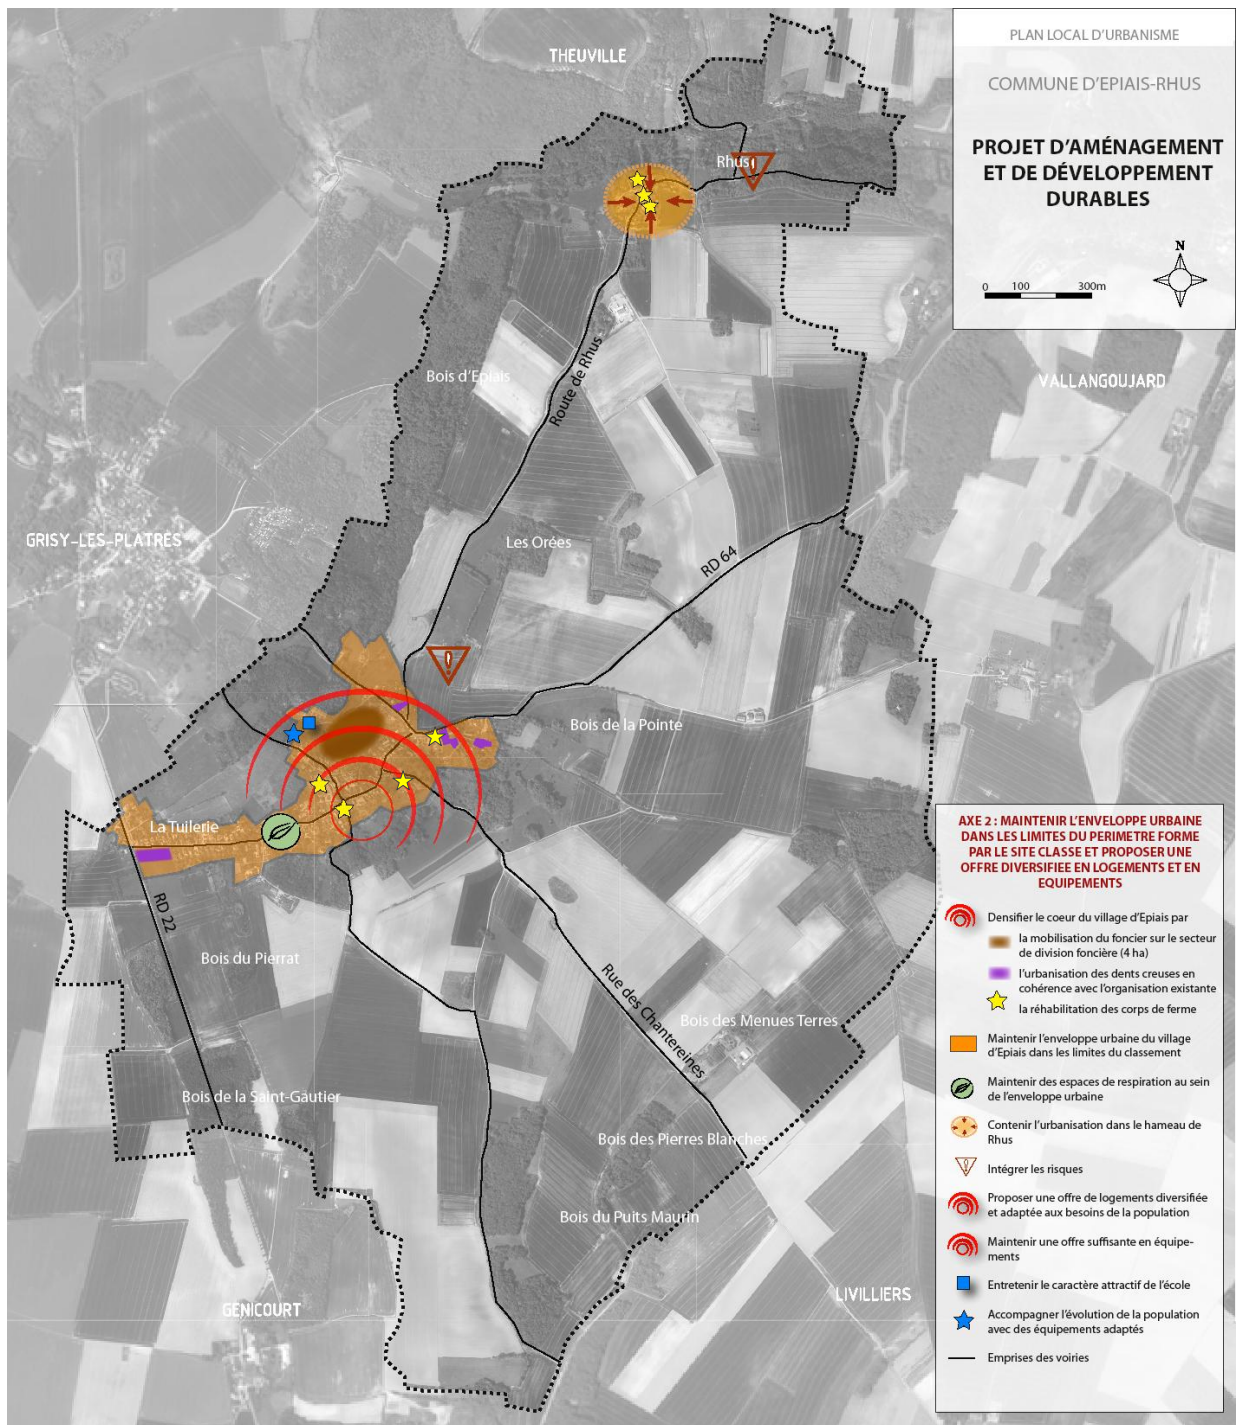 PLAN LOCAL D'URBANISME
COMMUNE D'EPIAIS-RHUS
PROJET D'AMÉNAGEMENT
ET DE DÉVELOPPEMENT
DURABLES
N
0 100 300m
THEUVILLE
Rhus
VALLANGOUJARD
Bois d'Epiais
Route de Rhus
GRISY-LES-PLATRES
Les Orées
RD 64
Bois de la Pointe
La Tuilerie
RD 22
Bois du Pierrat
Rue des Chantereines
Bois des Menues Terres
Bois de la Saint-Gautier
Bois des Pierres Blanches
Bois du Puits Maurin
GENICOURT
LIVILLIERS
AXE 2 : MAINTENIR L'ENVELOPPE URBAINE
DANS LES LIMITES DU PERIMETRE FORME
PAR LE SITE CLASSE ET PROPOSER UNE
OFFRE DIVERSIFIEE EN LOGEMENTS ET EN
EQUIPEMENTS
Densifier le coeur du village d'Epiais par
la mobilisation du foncier sur le secteur
de division foncière (4 ha)
l'urbanisation des dents creuses en
cohérence avec l'organisation existante
la réhabilitation des corps de ferme
Maintenir l'enveloppe urbaine du village
d'Epiais dans les limites du classement
Maintenir des espaces de respiration au sein
de l'enveloppe urbaine
Contenir l'urbanisation dans le hameau de
Rhus
Intégrer les risques
Proposer une offre de logements diversifiée
et adaptée aux besoins de la population
Maintenir une offre suffisante en équipe-
ments
Entretenir le caractère attractif de l'école
Accompagner l'évolution de la population
avec des équipements adaptés
Emprises des voiries